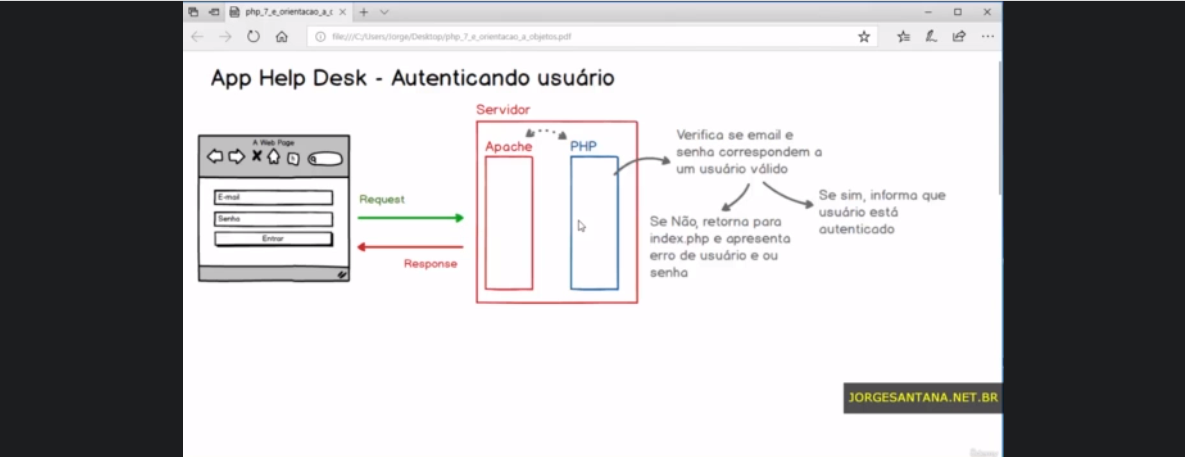 php_7_e_orientacao_a_c
file:///C:/Users/Jorge/Desktop/php_7_e_orientacao_a_objetos.pdf
App Help Desk - Autenticando usuário
Servidor
A Web Page
Apache
PHP
E-mail
Senha
Entrar
Request
Response
Verifica se email e
senha correspondem a
um usuário válido
Se Não, retorna para
index.php e apresenta
erro de usuário e ou
senha
Se sim, informa que
usuário está
autenticado
JORGESANTANA.NET.BR